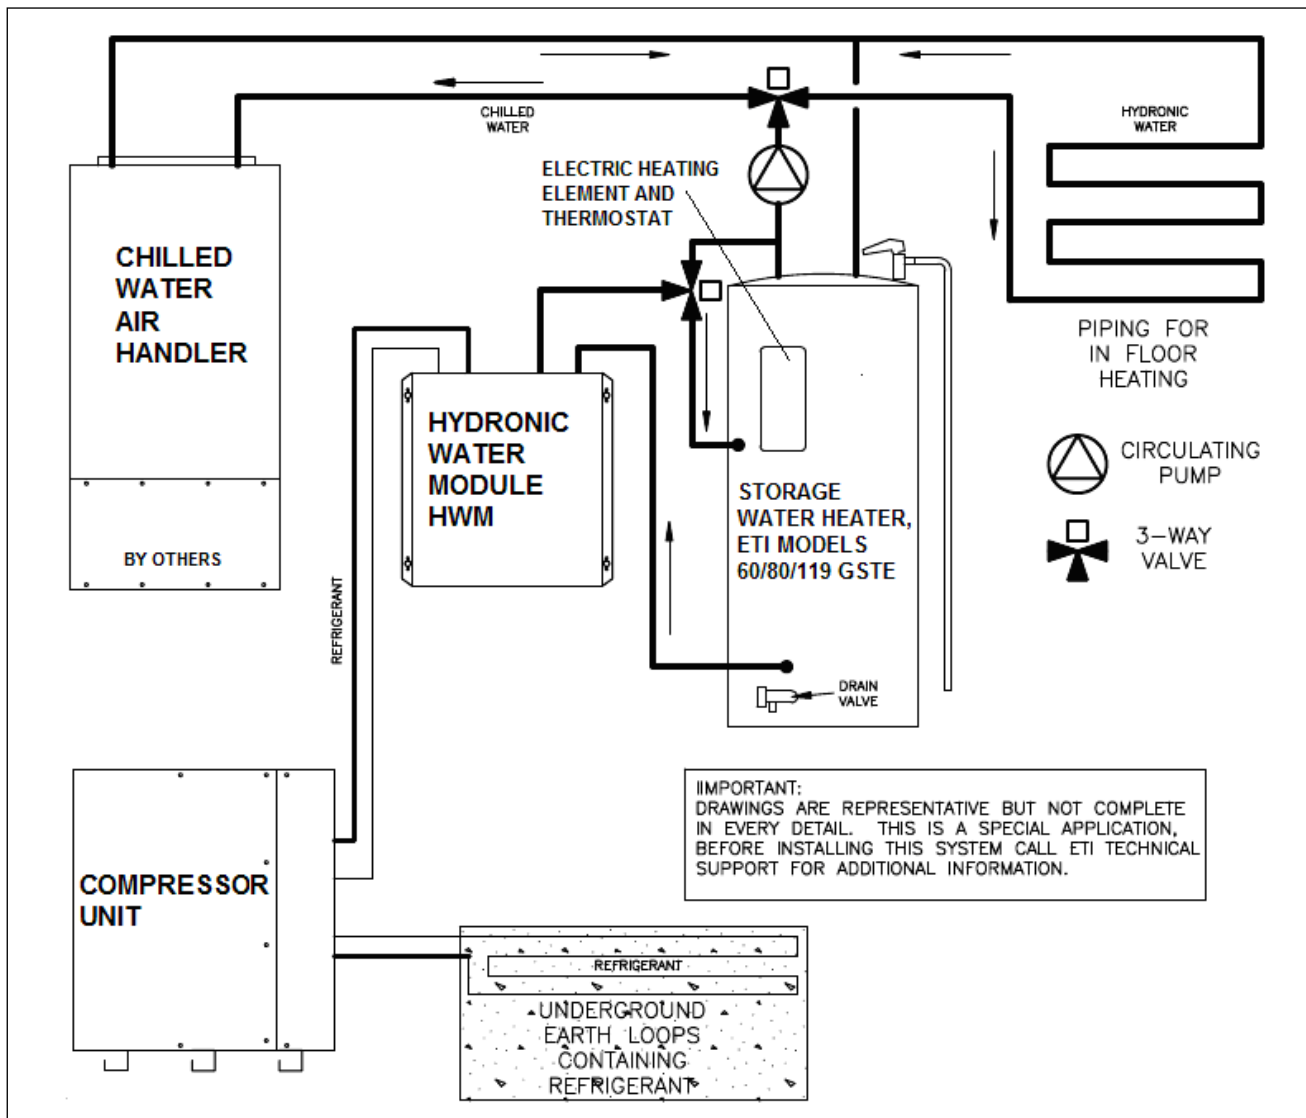 CHILLED
WATER
HYDRONIC
WATER
ELECTRIC HEATING
ELEMENT AND
THERMOSTAT
CHILLED
WATER
AIR
HANDLER
BY OTHERS
HYDRONIC
WATER
MODULE
HWM
PIPING FOR
IN FLOOR
HEATING
CIRCULATING
PUMP
3-WAY
VALVE
STORAGE
WATER HEATER,
ETI MODELS
60/80/119 GSTE
REFRIGERANT
DRAIN
VALVE
IIMPORTANT:
DRAWINGS ARE REPRESENTATIVE BUT NOT COMPLETE
IN EVERY DETAIL. THIS IS A SPECIAL APPLICATION,
BEFORE INSTALLING THIS SYSTEM CALL ETI TECHNICAL
SUPPORT FOR ADDITIONAL INFORMATION.
COMPRESSOR
UNIT
REFRIGERANT
UNDERGROUND
EARTH LOOPS
CONTAINING
REFRIGERANT